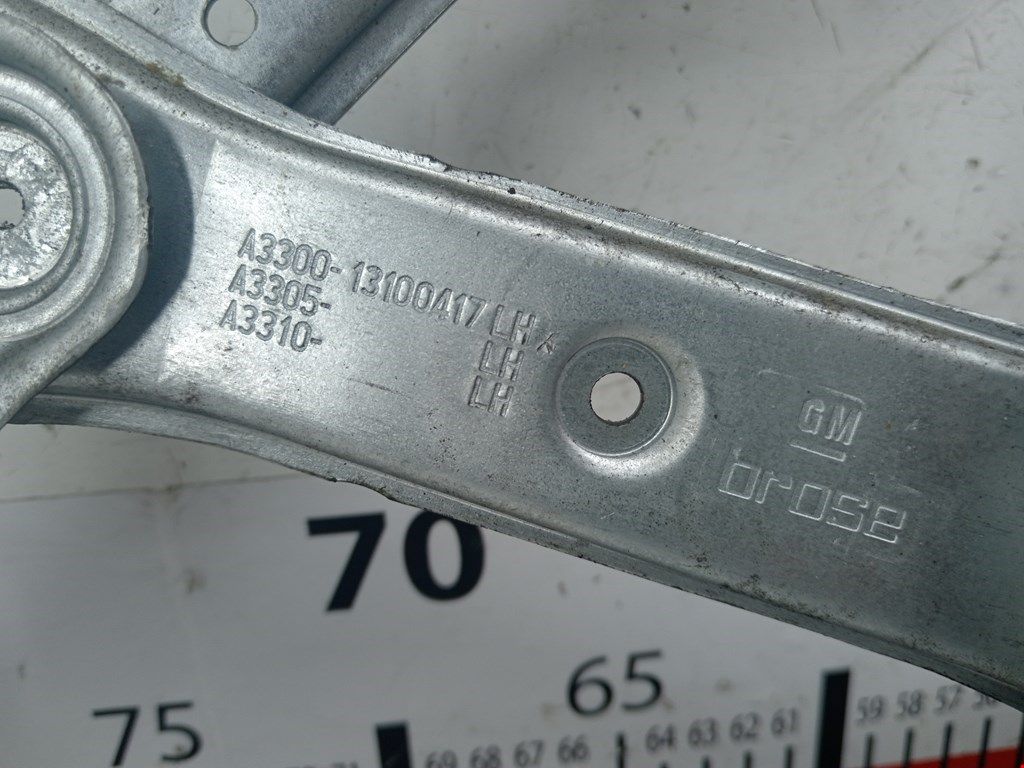 A3300- 13100417 LH
A3305- LH
A3310- LH
GM
brose
70
65
75
69 68 67 66 64 63 62 61 59 58 57 56